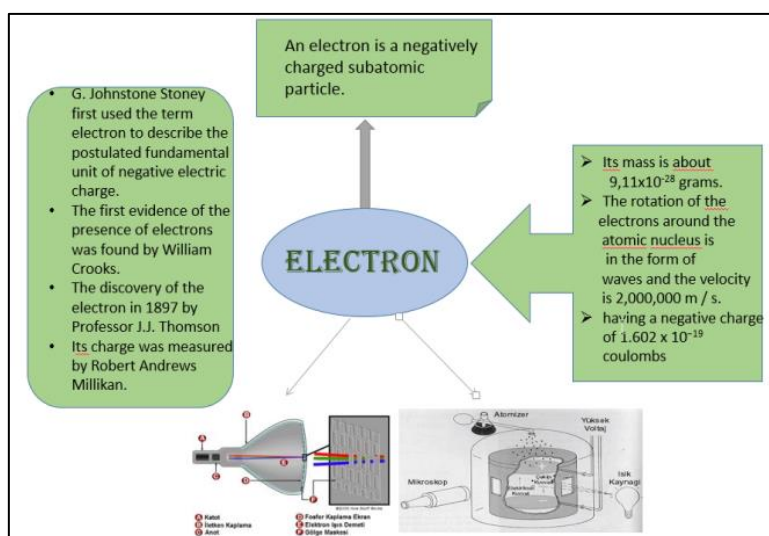 An electron is a negatively
charged subatomic
particle.
• G. Johnstone Stoney
first used the term
electron to describe the
postulated fundamental
unit of negative electric
charge.
• The first evidence of the
presence of electrons
was found by William
Crooks.
• The discovery of the
electron in 1897 by
Professor J.J. Thomson
• Its charge was measured
by Robert Andrews
Millikan.
ELECTRON
➢ Its mass is about
9,11x10⁻²⁸ grams.
➢ The rotation of the
electrons around the
atomic nucleus is
in the form of
waves and the velocity
is 2,000,000 m / s.
➢ having a negative charge
of 1.602 x 10⁻¹⁹
coulombs
A
B
C
D
E
F
A Katot
B İletken Kaplama
C Anot
D Fosfor Kaplama Ekran
E Elektron Işın Demeti
F Gölge Maskesi
Atomizer
Yüksek
Voltaj
Mikroskop
Isik
Kaynagi